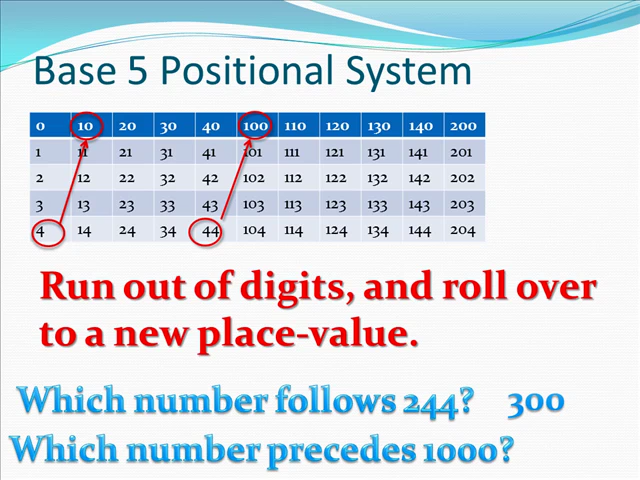 Base 5 Positional System
0 10 20 30 40 100 110 120 130 140 200
1 11 21 31 41 101 111 121 131 141 201
2 12 22 32 42 102 112 122 132 142 202
3 13 23 33 43 103 113 123 133 143 203
4 14 24 34 44 104 114 124 134 144 204
Run out of digits, and roll over
to a new place-value.
Which number follows 244? 300
Which number precedes 1000?